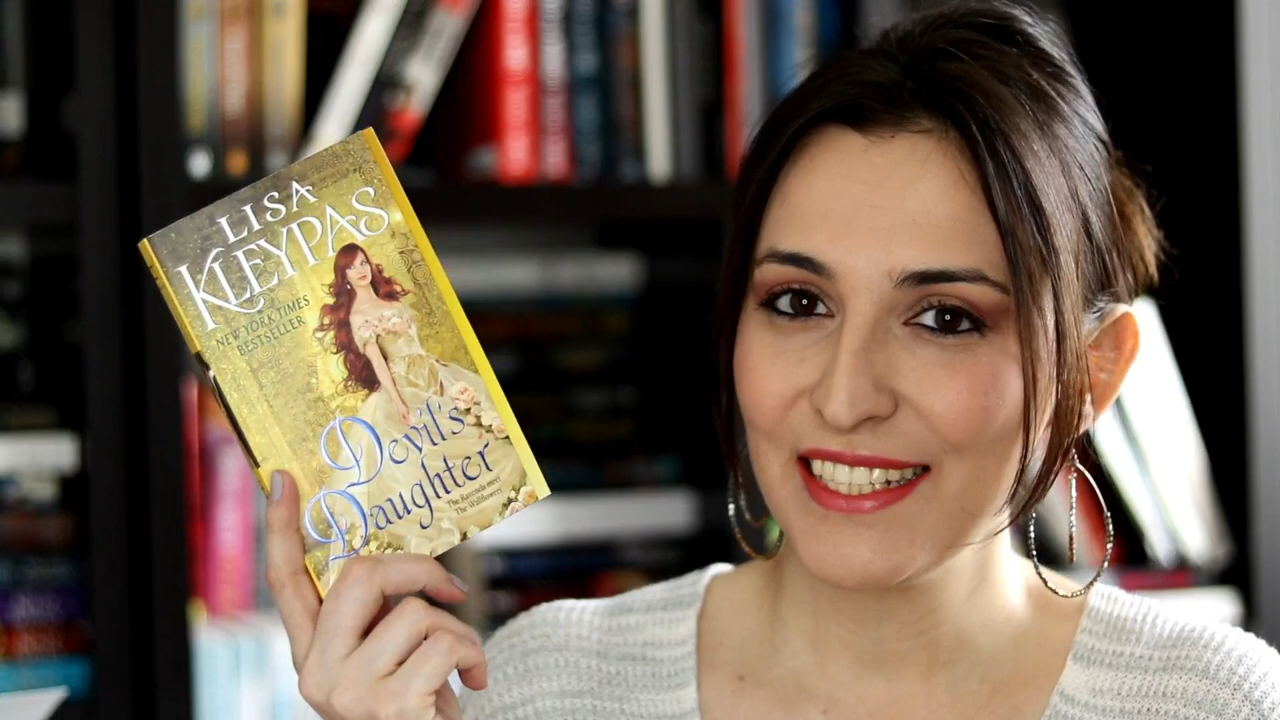 LISA
KLEYPAS
NEW YORK TIMES
BESTSELLER
Devil's
Daughter
The Ravenels meet
The Wallflowers